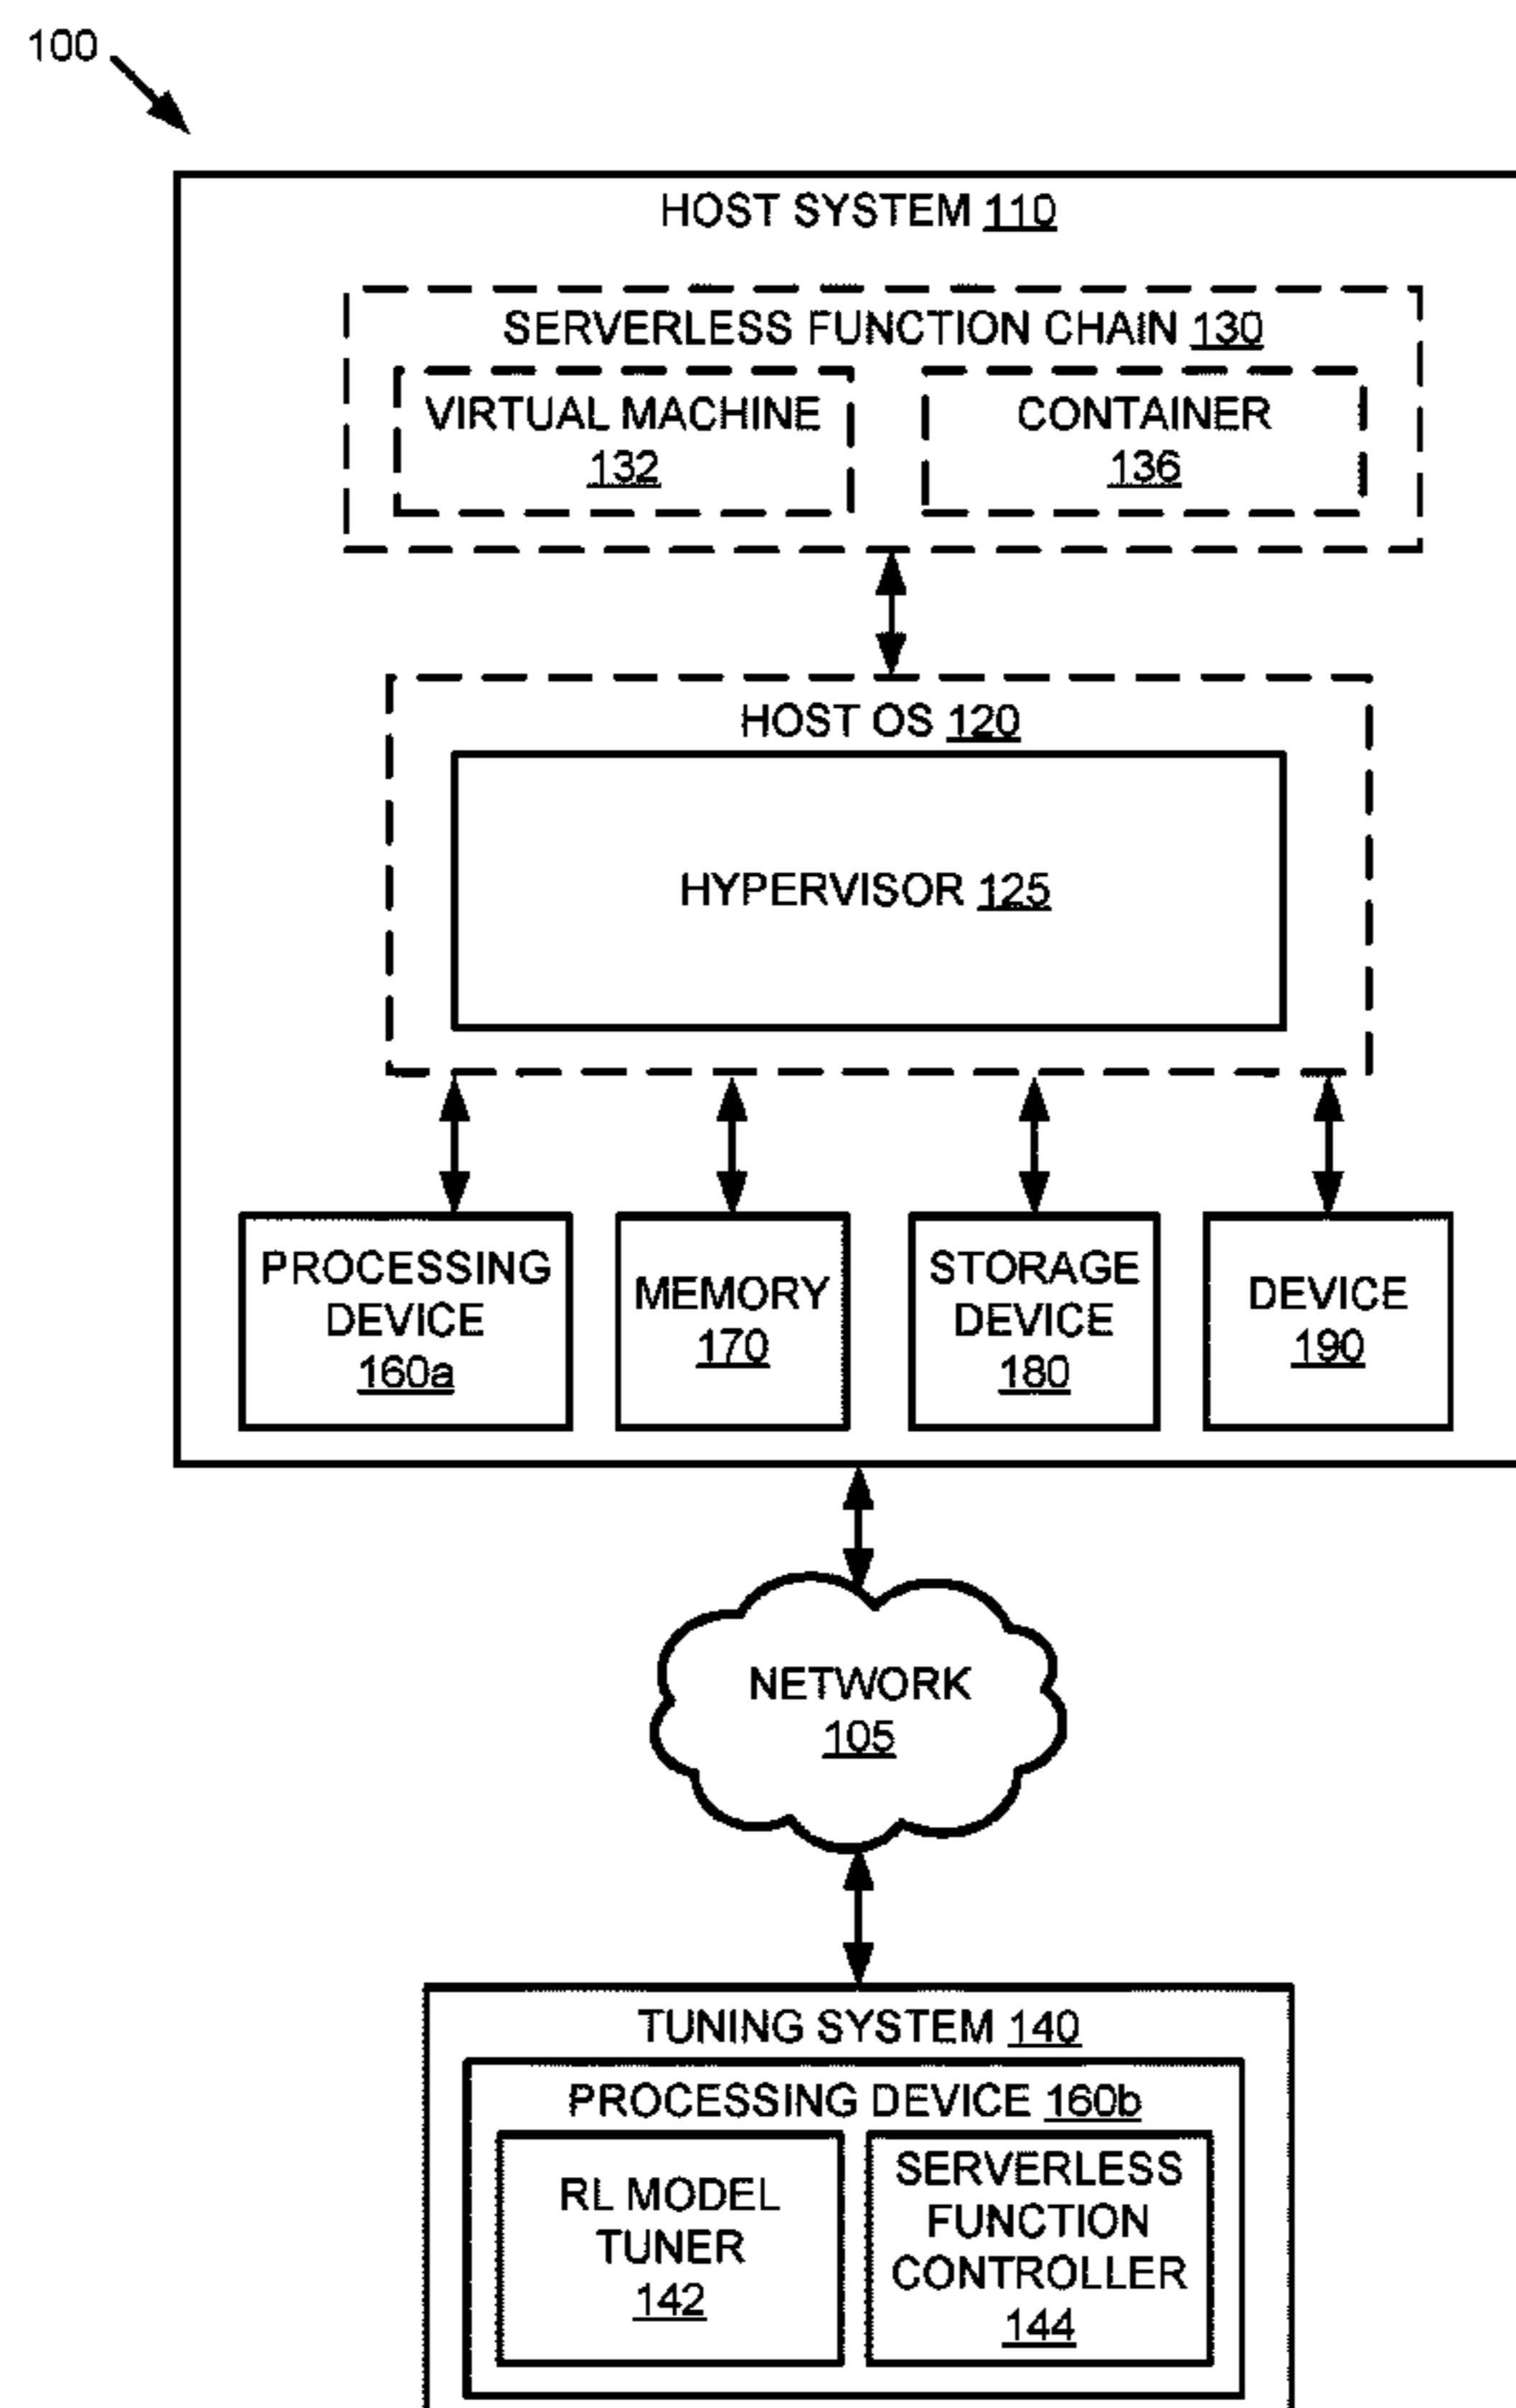 100
HOST SYSTEM 110
SERVERLESS FUNCTION CHAIN 130
VIRTUAL MACHINE
132
CONTAINER
136
HOST OS 120
HYPERVISOR 125
PROCESSING
DEVICE
160a
MEMORY
170
STORAGE
DEVICE
180
DEVICE
190
NETWORK
105
TUNING SYSTEM 140
PROCESSING DEVICE 160b
RL MODEL
TUNER
142
SERVERLESS
FUNCTION
CONTROLLER
144